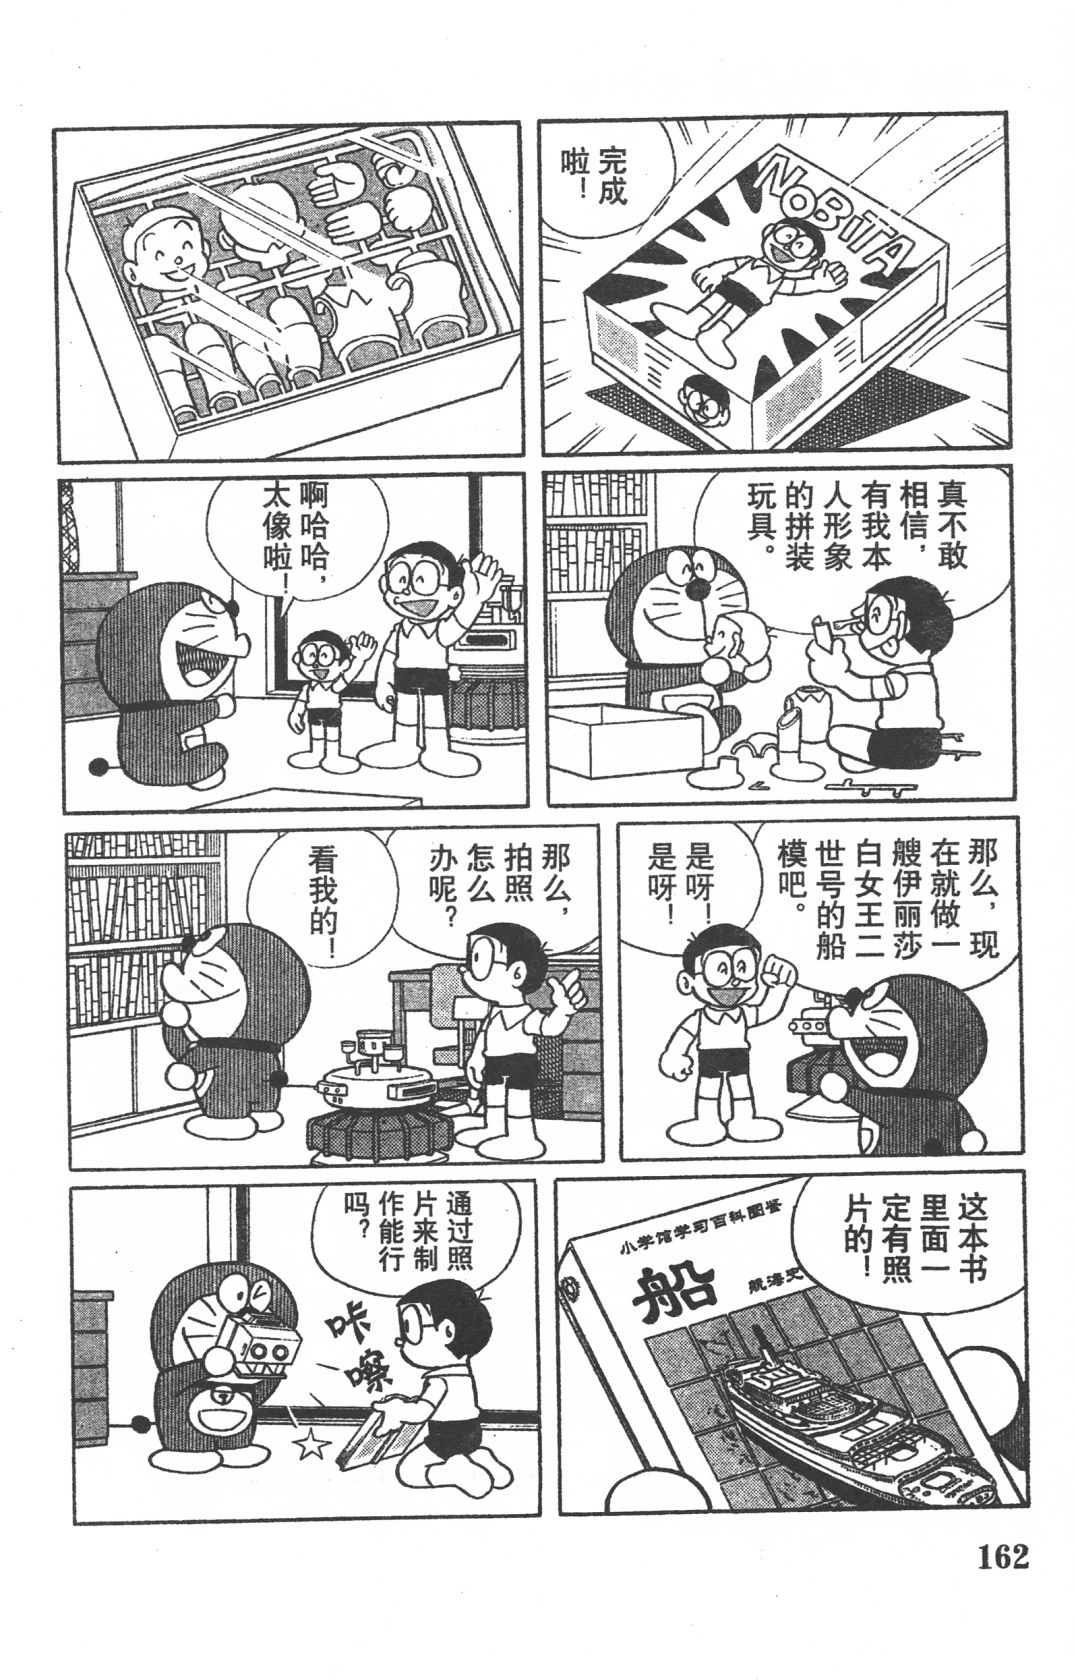 完成
啦！
NOBITA
真不敢
相信，
有我本
人形象
的拼装
玩具。
啊哈哈，
太像啦！
那么，现
在就做一
艘伊丽莎
白女王二
世号的船
模吧。
是呀！
是呀！
那么，
拍照
怎么
办呢？
看我的！
这本书
里面一
定有照
片的！
小学馆学习百科图鉴
船
航海史
通过照
片来制
作能行
吗？
咔
嚓
162